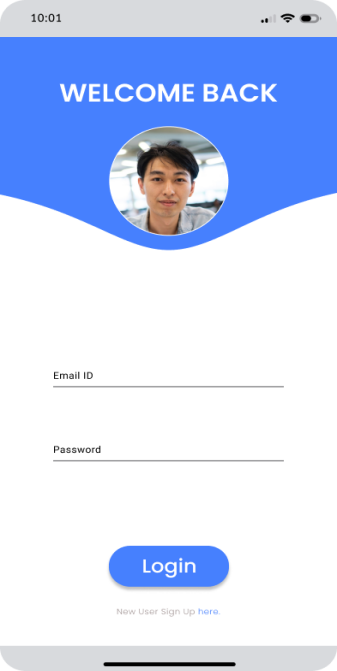 10:01
WELCOME BACK
Email ID
Password
Login
New User Sign Up here.